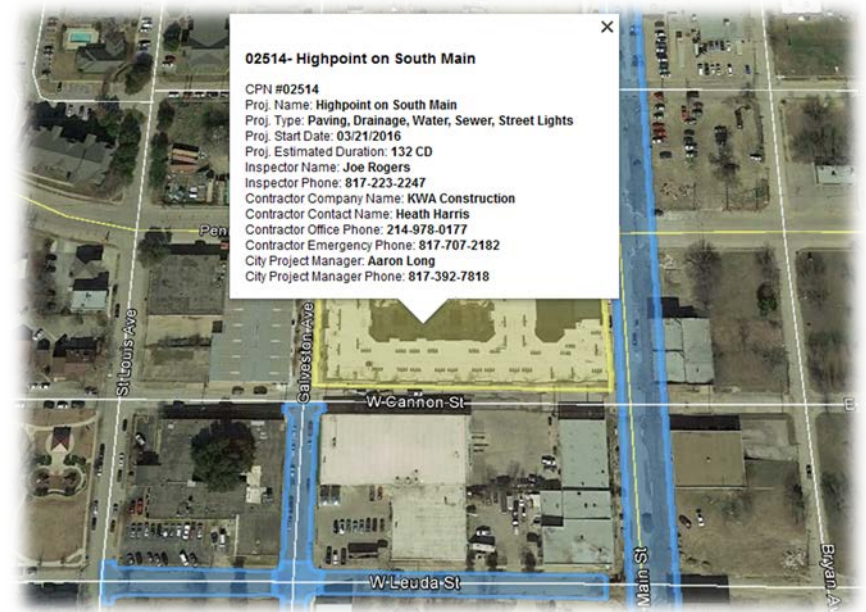 02514- Highpoint on South Main
CPN #02514
Proj. Name: Highpoint on South Main
Proj. Type: Paving, Drainage, Water, Sewer, Street Lights
Proj. Start Date: 03/21/2016
Proj. Estimated Duration: 132 CD
Inspector Name: Joe Rogers
Inspector Phone: 817-223-2247
Contractor Company Name: KWA Construction
Contractor Contact Name: Heath Harris
Contractor Office Phone: 214-978-0177
Contractor Emergency Phone: 817-707-2182
City Project Manager: Aaron Long
City Project Manager Phone: 817-392-7818
Pen
St Louis Ave
Galveston Ave
W Cannon St
W Leuda St
Main St
Bryan A